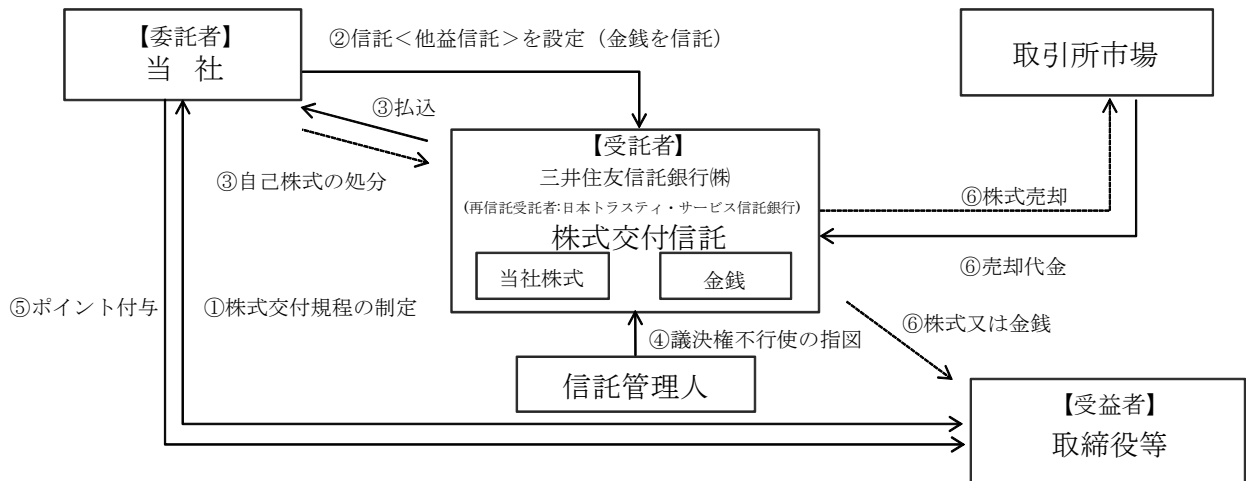 【委託者】
当 社
②信託＜他益信託＞を設定（金銭を信託）
取引所市場
③払込
③自己株式の処分
【受託者】
三井住友信託銀行㈱
(再信託受託者:日本トラスティ・サービス信託銀行)
株式交付信託
当社株式
金銭
⑥株式売却
⑥売却代金
⑤ポイント付与
①株式交付規程の制定
④議決権不行使の指図
⑥株式又は金銭
信託管理人
【受益者】
取締役等